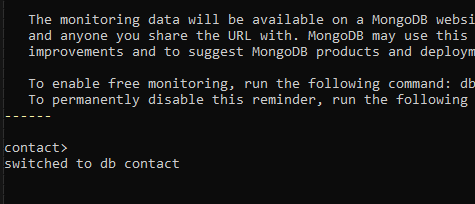 The monitoring data will be available on a MongoDB websi
and anyone you share the URL with. MongoDB may use this
improvements and to suggest MongoDB products and deploym
To enable free monitoring, run the following command: db
To permanently disable this reminder, run the following
------
contact>
switched to db contact